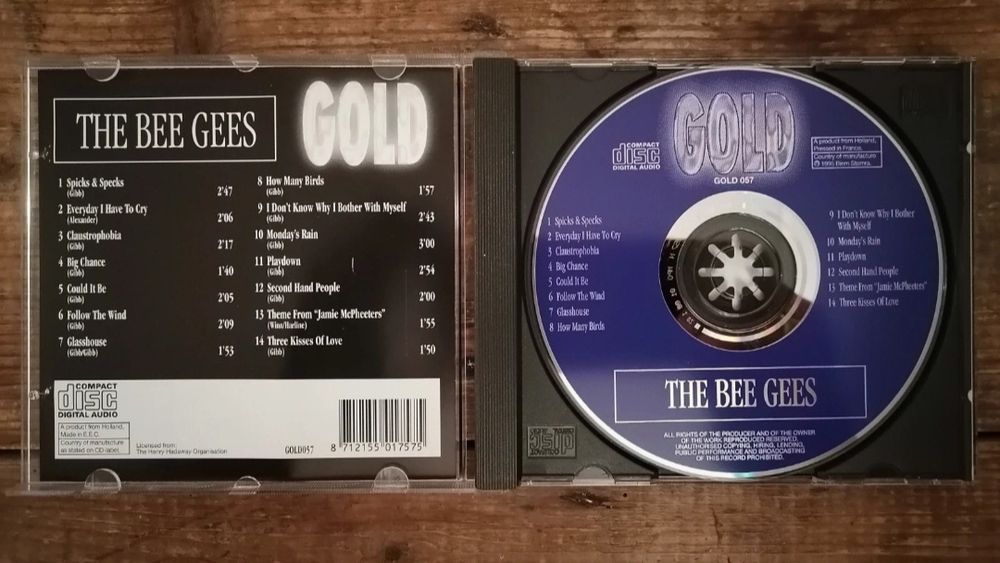 THE BEE GEES
GOLD
1 Spicks & Specks 2'47
(Gibb)
2 Everyday I Have To Cry 2'06
(Alexander)
3 Claustrophobia 2'17
(Gibb)
4 Big Chance 1'40
(Gibb)
5 Could It Be 2'05
(Gibb)
6 Follow The Wind 2'09
(Gibb)
7 Glasshouse 1'53
(Gibb/Gibb)
8 How Many Birds 1'57
(Gibb)
9 I Don't Know Why I Bother With Myself 2'43
(Gibb)
10 Monday's Rain 3'00
(Gibb)
11 Playdown 2'54
(Gibb)
12 Second Hand People 2'00
(Gibb)
13 Theme From "Jamie McPheeters" 1'55
(Winn/Harline)
14 Three Kisses Of Love 1'50
(Gibb)
COMPACT
disc
DIGITAL AUDIO
A product from Holland,
Made in E.E.C.
Country of manufacture
as stated on CD label.
Licensed from:
The Henry Hadaway Organisation
GOLD057
8 712155 017575
GOLD
COMPACT
disc
DIGITAL AUDIO
GOLD 057
A product from Holland,
Pressed in France.
Country of manufacture
1 Spicks & Specks
2 Everyday I Have To Cry
3 Claustrophobia
4 Big Chance
5 Could It Be
6 Follow The Wind
7 Glasshouse
8 How Many Birds
9 I Don't Know Why I Bother
With Myself
10 Monday's Rain
11 Playdown
12 Second Hand People
13 Theme From "Jamie McPheeters"
14 Three Kisses Of Love
THE BEE GEES
ALL RIGHTS OF THE PRODUCER AND OF THE OWNER
OF THE WORK REPRODUCED RESERVED.
UNAUTHORISED COPYING, HIRING, LENDING,
PUBLIC PERFORMANCE AND BROADCASTING
OF THIS RECORD PROHIBITED.